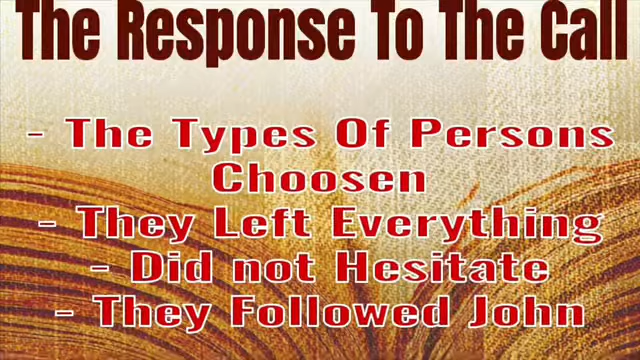 The Response To The Call
- The Types Of Persons
Choosen
- They Left Everything
- Did not Hesitate
- They Followed John